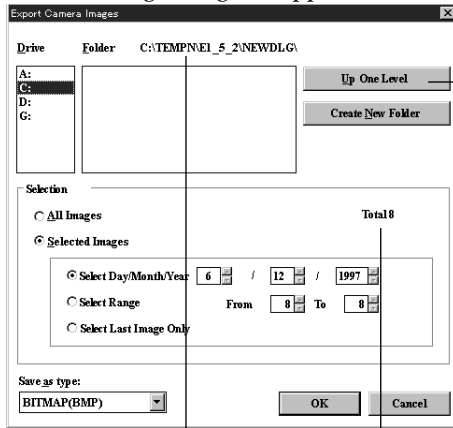 Export Camera Images
Drive Folder C:\TEMPN\E1_5_2\NEWDLG\
A:
C:
D:
G:
Up One Level
Create New Folder
Selection
All Images
Total 8
Selected Images
Select Day/Month/Year 6 / 12 / 1997
Select Range From 8 To 8
Select Last Image Only
Save as type:
BITMAP(BMP)
OK Cancel